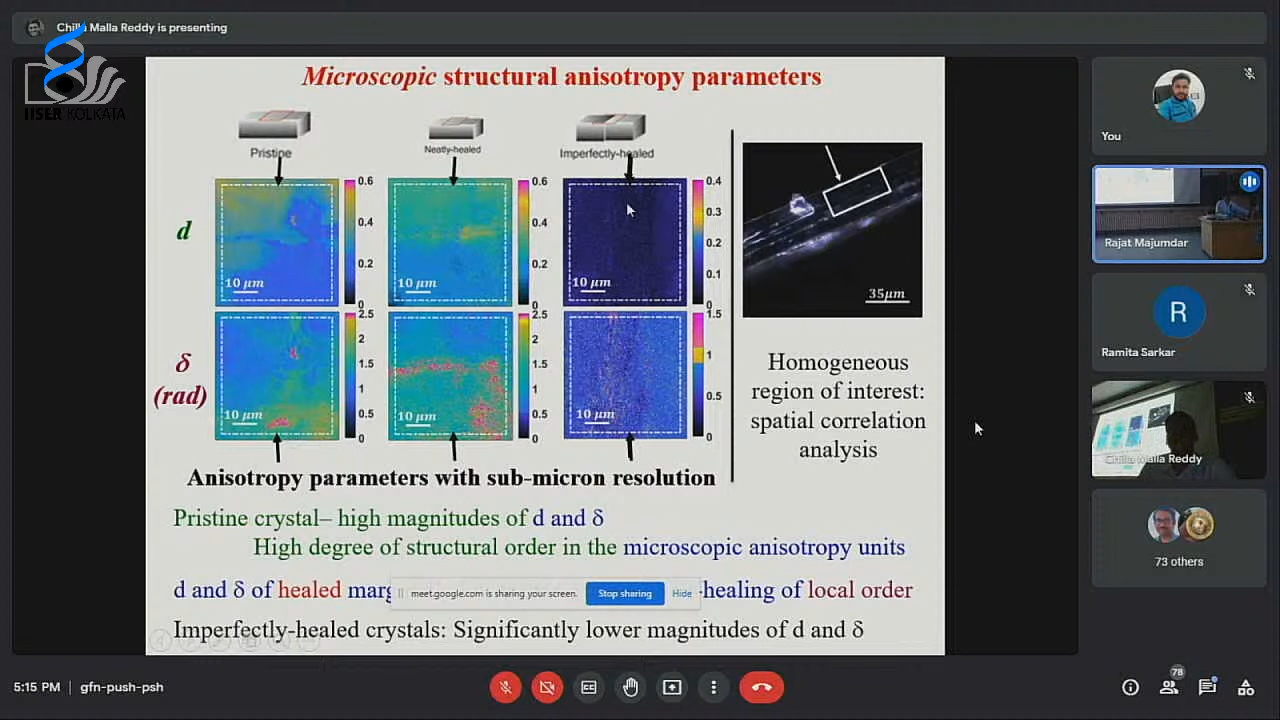 Chilla Malla Reddy is presenting
IISER KOLKATA
Microscopic structural anisotropy parameters
Pristine
Neatly-healed
Imperfectly-healed
d
0.6
0.4
0.2
0
10 μm
0.6
0.4
0.2
0
10 μm
0.4
0.3
0.2
0.1
0
10 μm
δ
(rad)
2.5
2
1.5
1
0.5
0
10 μm
2.5
2
1.5
1
0.5
0
10 μm
1.5
1
0.5
0
10 μm
35μm
Homogeneous
region of interest:
spatial correlation
analysis
Anisotropy parameters with sub-micron resolution
Pristine crystal– high magnitudes of d and δ
High degree of structural order in the microscopic anisotropy units
d and δ of healed -healing of local order
meet.google.com is sharing your screen. Stop sharing Hide
Imperfectly-healed crystals: Significantly lower magnitudes of d and δ
You
Rajat Majumdar
R
Ramita Sarkar
Chilla Malla Reddy
73 others
5:15 PM | gfn-push-psh
78